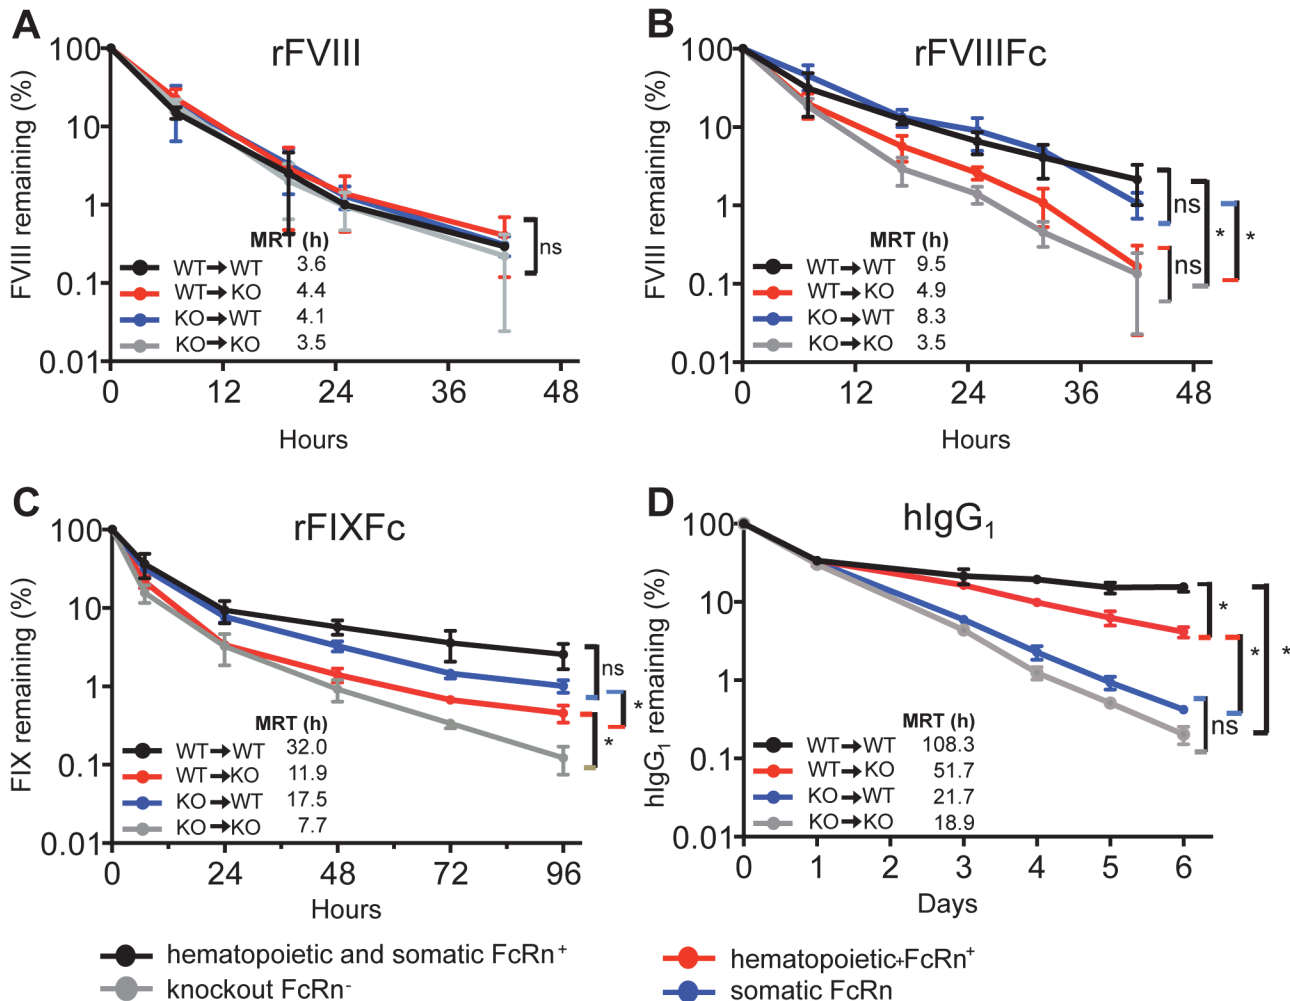 A
rFVIII
FVIII remaining (%)
100
10
1
0.1
0.01
MRT (h)
WT→WT 3.6
WT→KO 4.4
KO→WT 4.1
KO→KO 3.5
ns
0 12 24 36 48
Hours
B
rFVIIIFc
FVIII remaining (%)
100
10
1
0.1
0.01
MRT (h)
WT→WT 9.5
WT→KO 4.9
KO→WT 8.3
KO→KO 3.5
ns
ns
*
*
0 12 24 36 48
Hours
C
rFIXFc
FIX remaining (%)
100
10
1
0.1
0.01
MRT (h)
WT→WT 32.0
WT→KO 11.9
KO→WT 17.5
KO→KO 7.7
ns
*
*
0 24 48 72 96
Hours
D
hIgG₁
hIgG₁ remaining (%)
100
10
1
0.1
0.01
MRT (h)
WT→WT 108.3
WT→KO 51.7
KO→WT 21.7
KO→KO 18.9
*
*
*
ns
0 1 2 3 4 5 6
Days
hematopoietic and somatic FcRn⁺
knockout FcRn⁻
hematopoietic+FcRn⁺
somatic FcRn